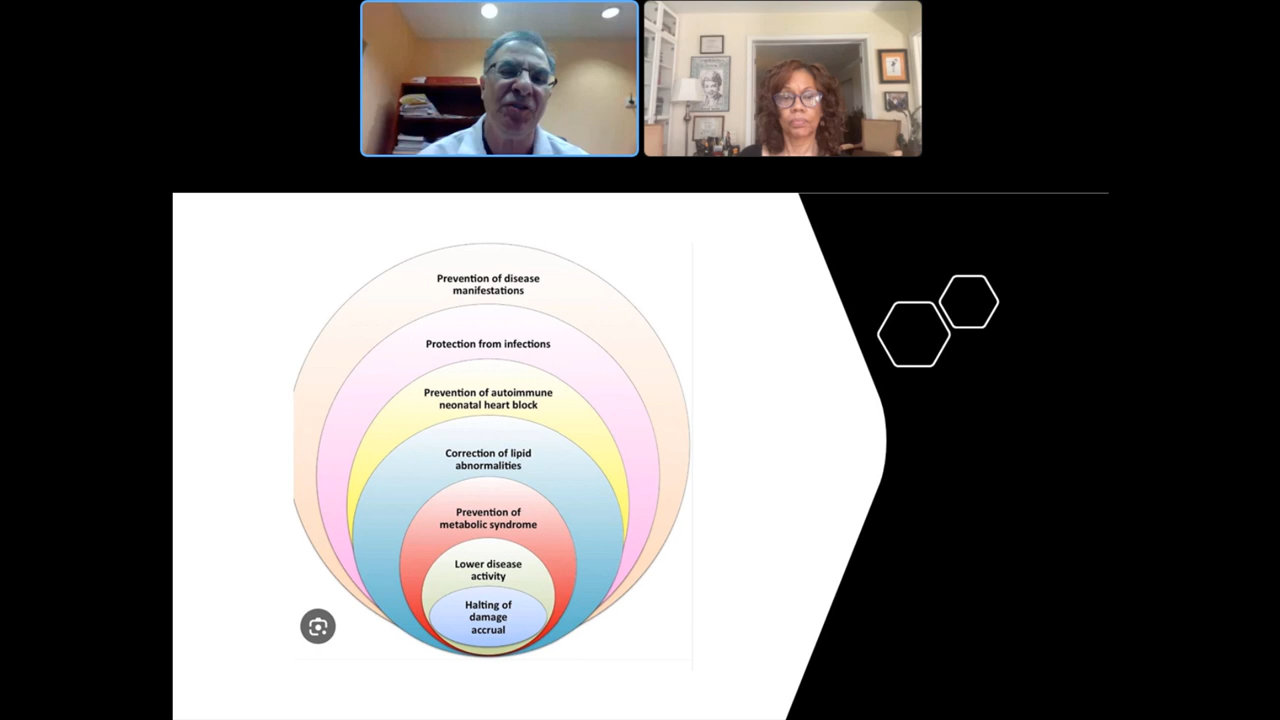 Prevention of disease
manifestations
Protection from infections
Prevention of autoimmune
neonatal heart block
Correction of lipid
abnormalities
Prevention of
metabolic syndrome
Lower disease
activity
Halting of
damage
accrual